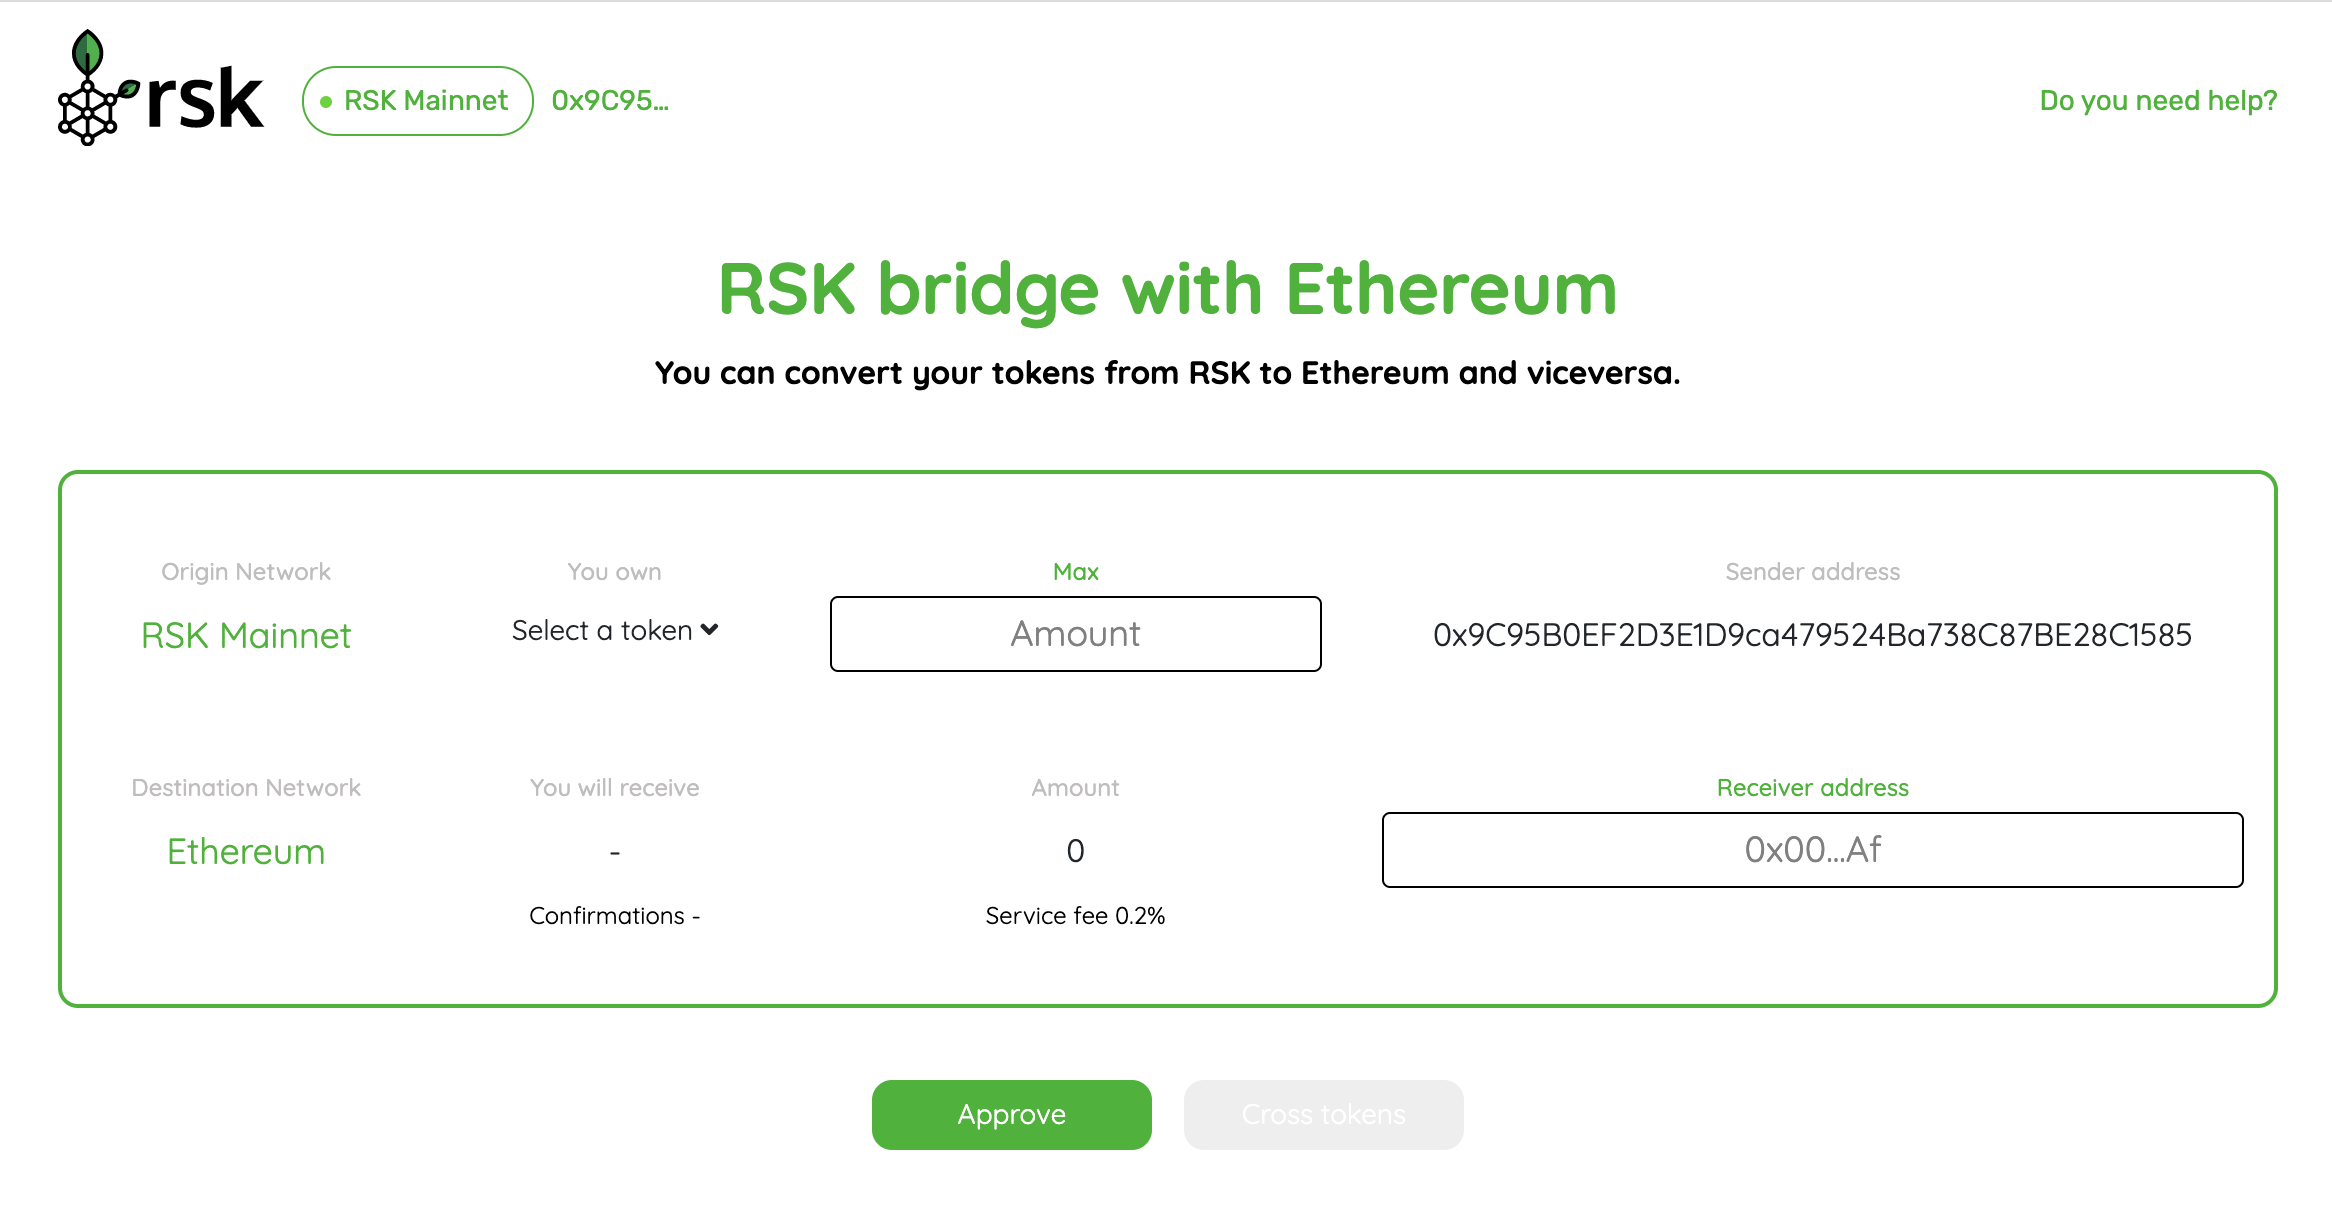 rsk
RSK Mainnet
0x9C95...
Do you need help?
RSK bridge with Ethereum
You can convert your tokens from RSK to Ethereum and viceversa.
Origin Network
You own
Max
Sender address
RSK Mainnet
Select a token
Amount
0x9C95B0EF2D3E1D9ca479524Ba738C87BE28C1585
Destination Network
You will receive
Amount
Receiver address
Ethereum
-
0
0x00...Af
Confirmations -
Service fee 0.2%
Approve
Cross tokens